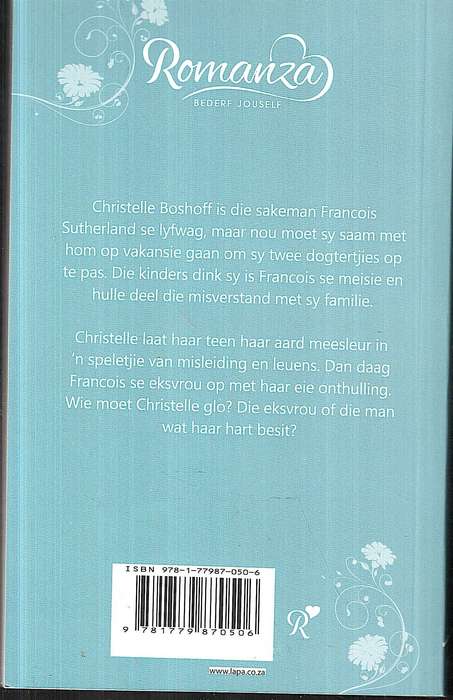 Romanza
BEDERF JOUSELF
Christelle Boshoff is die sakeman Francois
Sutherland se lyfwag, maar nou moet sy saam met
hom op vakansie gaan om sy twee dogtertjies op
te pas. Die kinders dink sy is Francois se meisie en
hulle deel die misverstand met sy familie.
Christelle laat haar teen haar aard meesleur in
'n speletjie van misleiding en leuens. Dan daag
Francois se eksvrou op met haar eie onthulling.
Wie moet Christelle glo? Die eksvrou of die man
wat haar hart besit?
ISBN 978-1-77987-050-6
9 781779 870506
R
www.lapa.co.za